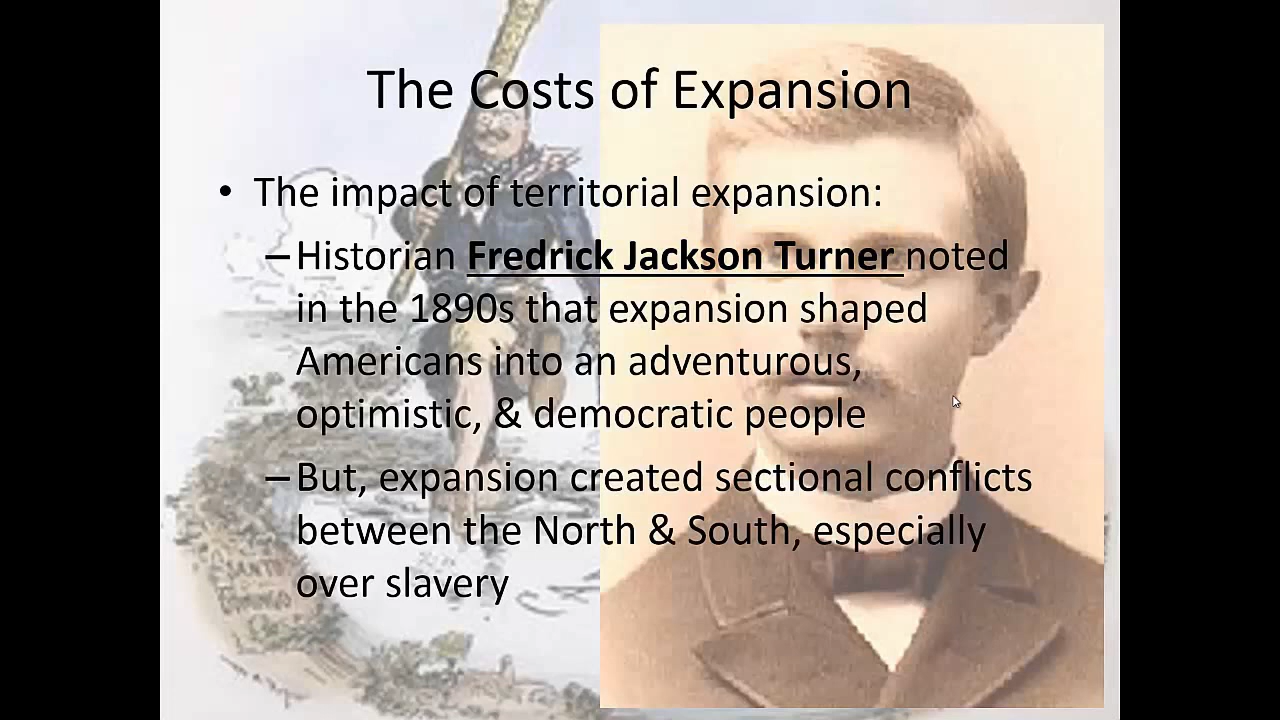 The Costs of Expansion
• The impact of territorial expansion:
–Historian Fredrick Jackson Turner noted
in the 1890s that expansion shaped
Americans into an adventurous,
optimistic, & democratic people
–But, expansion created sectional conflicts
between the North & South, especially
over slavery